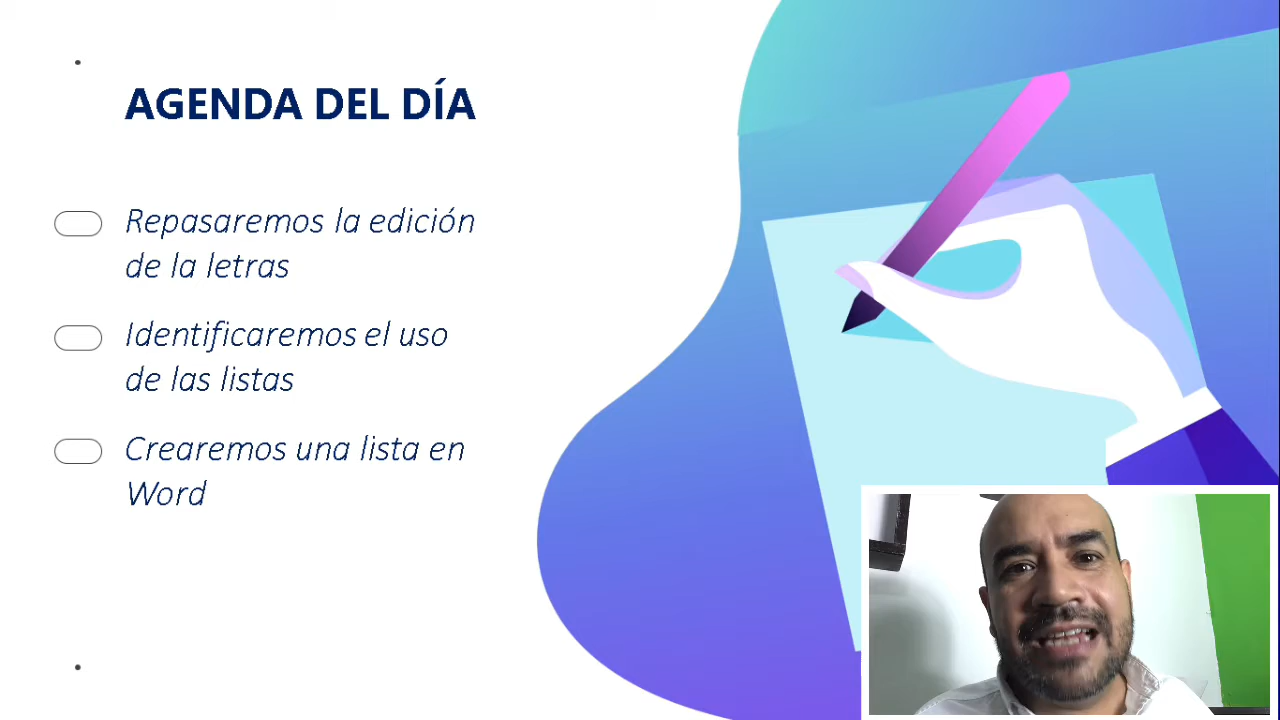 AGENDA DEL DÍA
Repasaremos la edición
de la letras
Identificaremos el uso
de las listas
Crearemos una lista en
Word